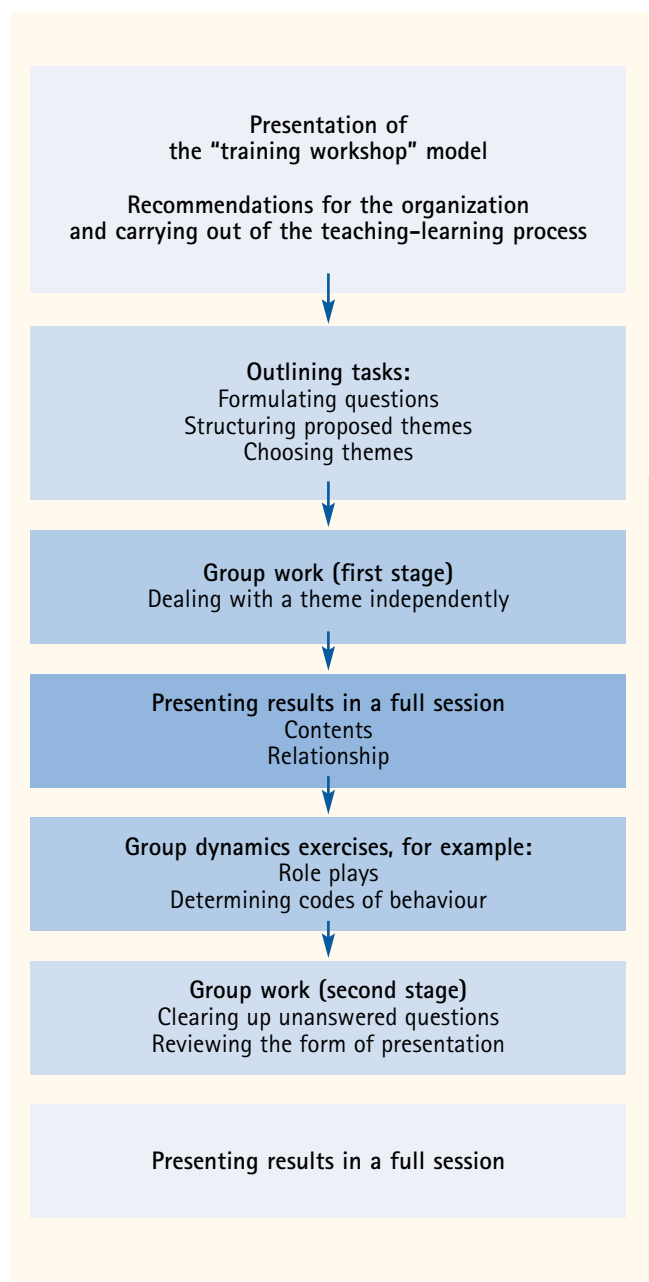 Presentation of
the “training workshop” model
Recommendations for the organization
and carrying out of the teaching-learning process
Outlining tasks:
Formulating questions
Structuring proposed themes
Choosing themes
Group work (first stage)
Dealing with a theme independently
Presenting results in a full session
Contents
Relationship
Group dynamics exercises, for example:
Role plays
Determining codes of behaviour
Group work (second stage)
Clearing up unanswered questions
Reviewing the form of presentation
Presenting results in a full session